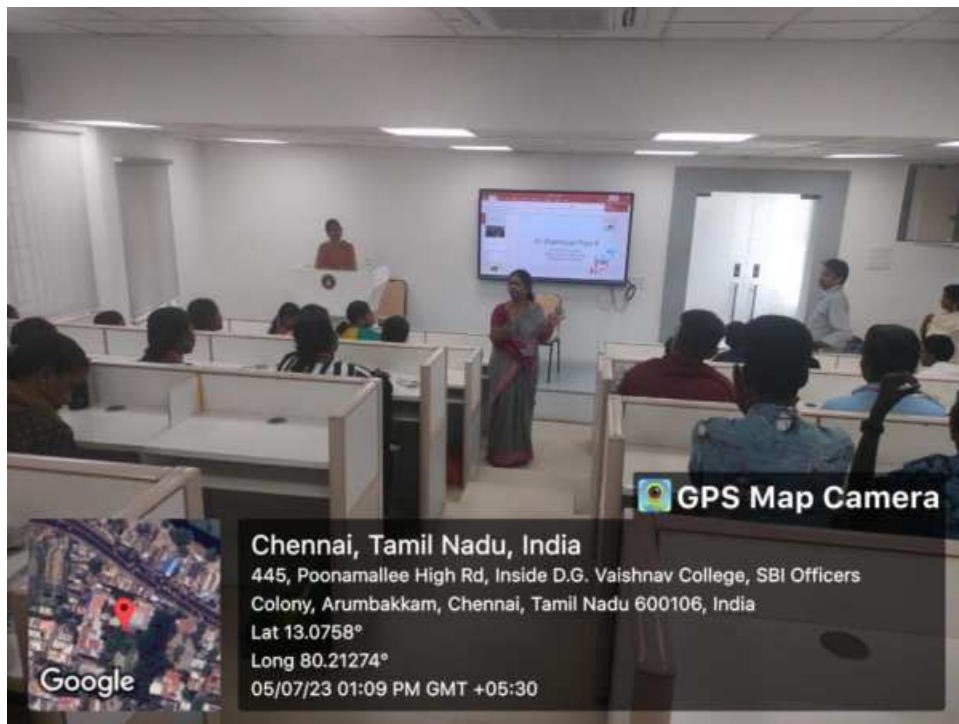 GPS Map Camera
Chennai, Tamil Nadu, India
445, Poonamallee High Rd, Inside D.G. Vaishnav College, SBI Officers
Colony, Arumbakkam, Chennai, Tamil Nadu 600106, India
Lat 13.0758°
Long 80.21274°
05/07/23 01:09 PM GMT +05:30
Google